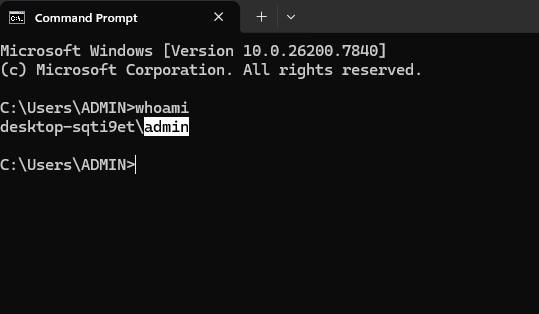 Command Prompt
Microsoft Windows [Version 10.0.26200.7840]
(c) Microsoft Corporation. All rights reserved.
C:\Users\ADMIN>whoami
desktop-sqti9et\admin
C:\Users\ADMIN>